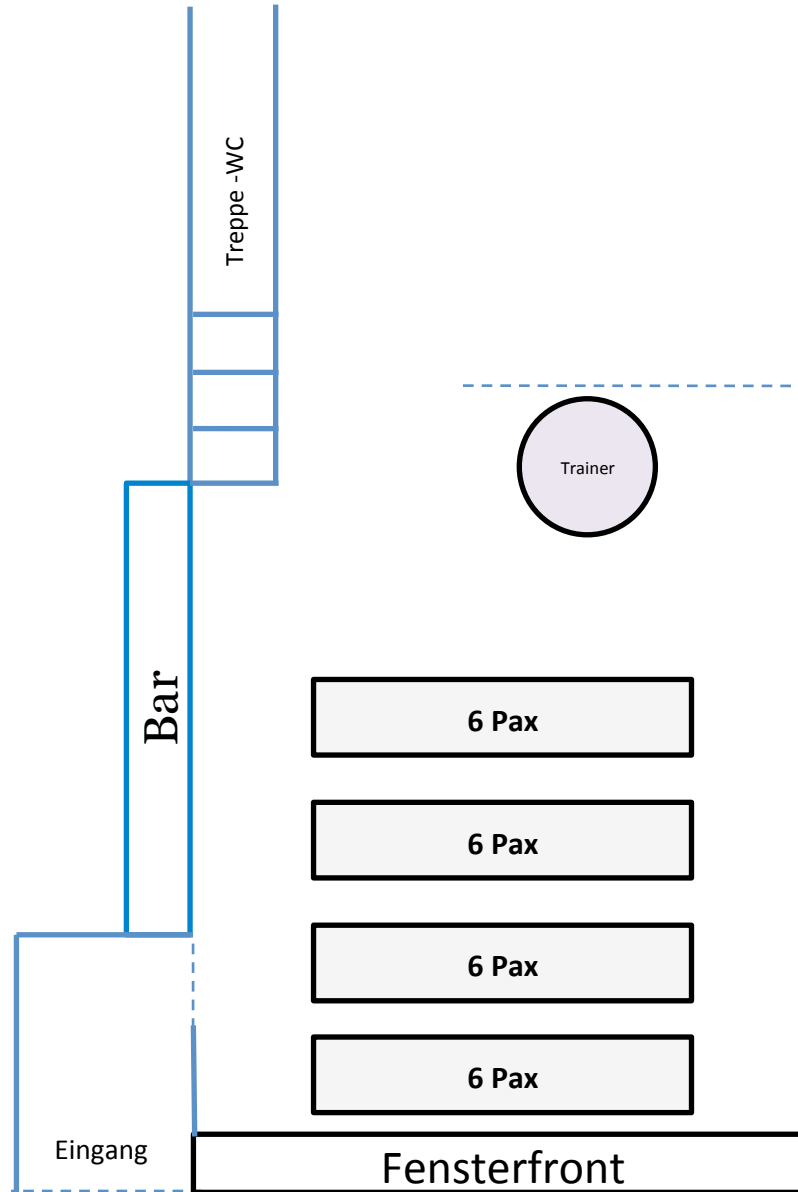 Treppe -WC
Trainer
Bar
6 Pax
6 Pax
6 Pax
6 Pax
Eingang
Fensterfront